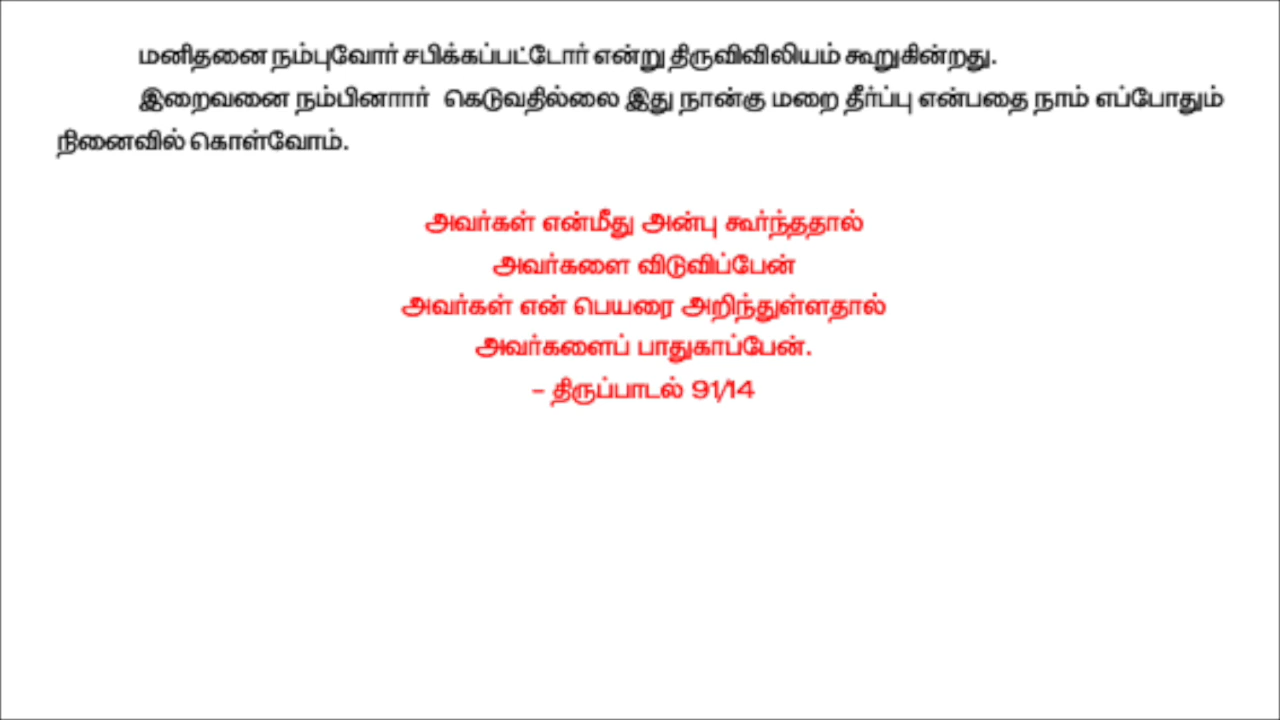 மனிதனை நம்புவோர் சபிக்கப்பட்டோர் என்று திருவிவிலியம் கூறுகின்றது.
இறைவனை நம்பினாார் கெடுவதில்லை இது நான்கு மறை தீர்ப்பு என்பதை நாம் எப்போதும்
நினைவில் கொள்வோம்.
அவர்கள் என்மீது அன்பு கூர்ந்ததால்
அவர்களை விடுவிப்பேன்
அவர்கள் என் பெயரை அறிந்துள்ளதால்
அவர்களைப் பாதுகாப்பேன்.
– திருப்பாடல் 91/14